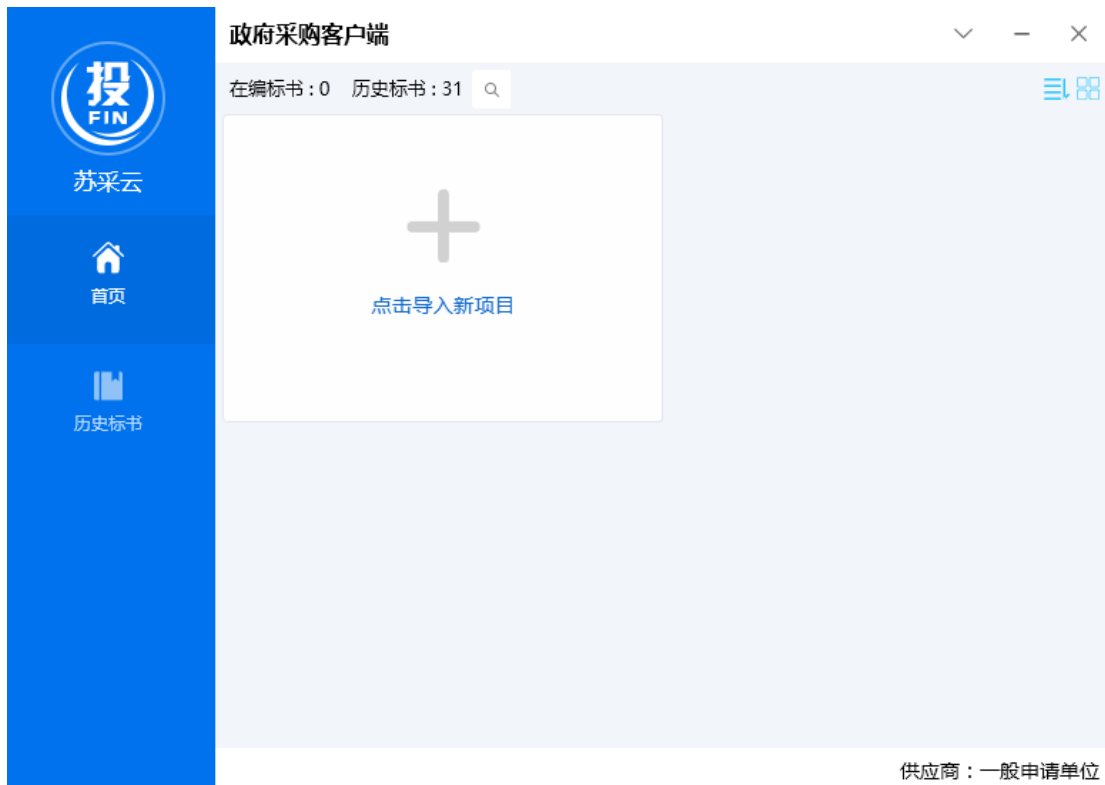 政府采购客户端
投
FIN
苏采云
首页
历史标书
在编标书：0 历史标书：31
点击导入新项目
供应商：一般申请单位